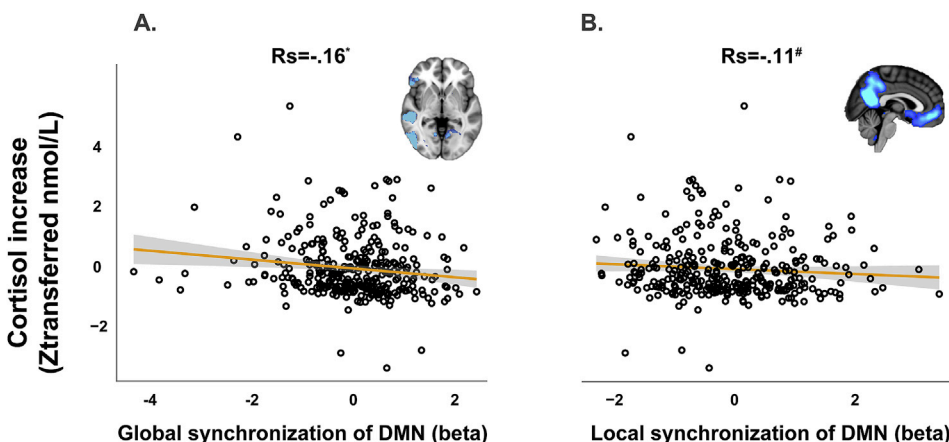 A.
B.
Rs=-.16*
Rs=-.11#
Cortisol increase
(Ztransferred nmol/L)
4
2
0
−2
-4
-2
0
2
−2
0
2
Global synchronization of DMN (beta)
Local synchronization of DMN (beta)